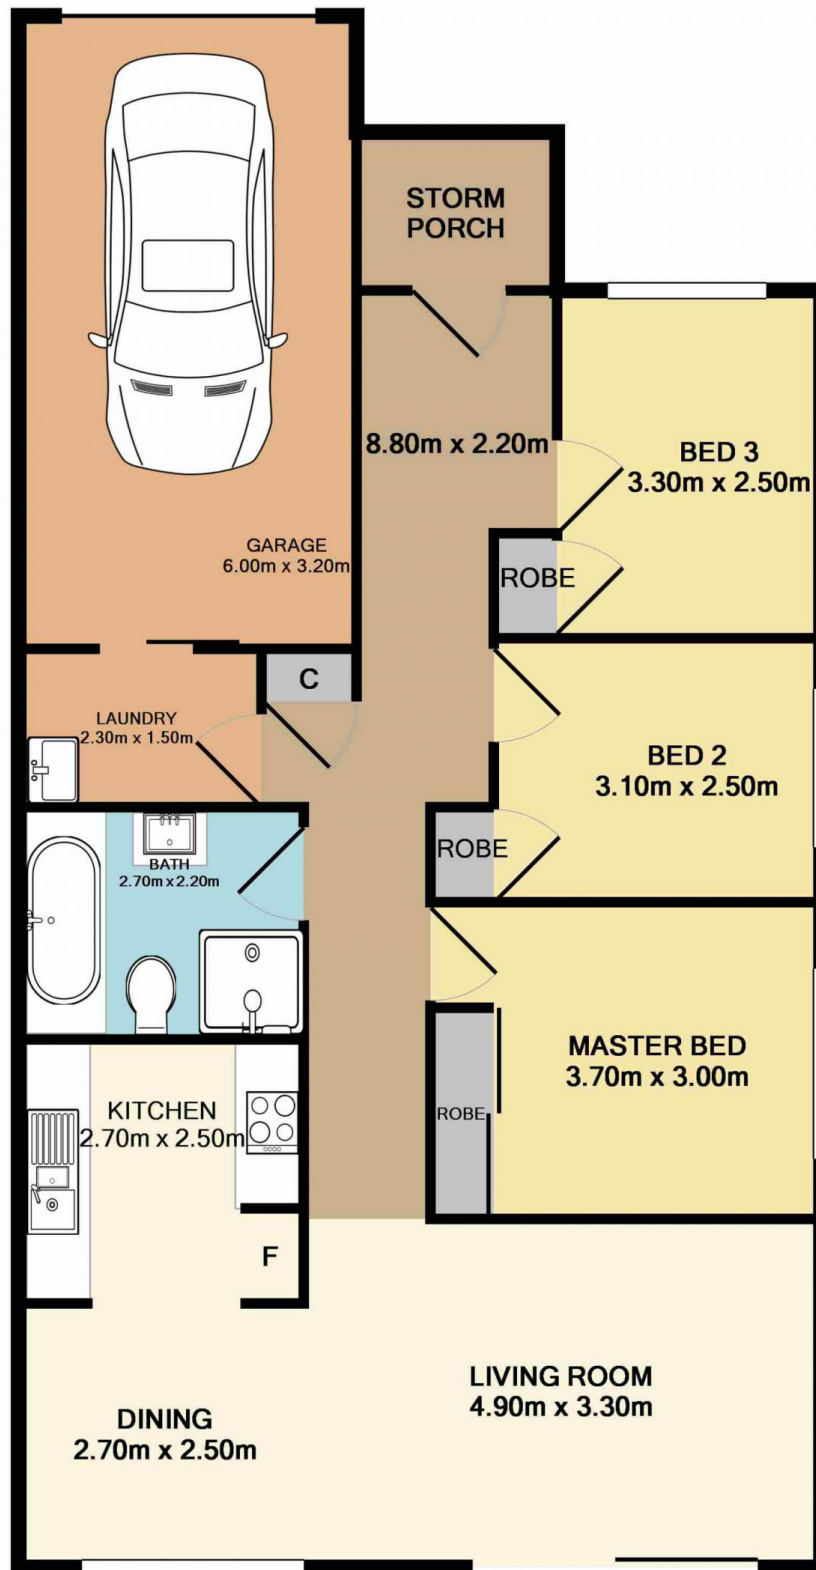 STORM
PORCH
8.80m x 2.20m
BED 3
3.30m x 2.50m
GARAGE
6.00m x 3.20m
ROBE
C
LAUNDRY
2.30m x 1.50m
BED 2
3.10m x 2.50m
ROBE
BATH
2.70m x 2.20m
MASTER BED
3.70m x 3.00m
ROBE
KITCHEN
2.70m x 2.50m
F
LIVING ROOM
4.90m x 3.30m
DINING
2.70m x 2.50m